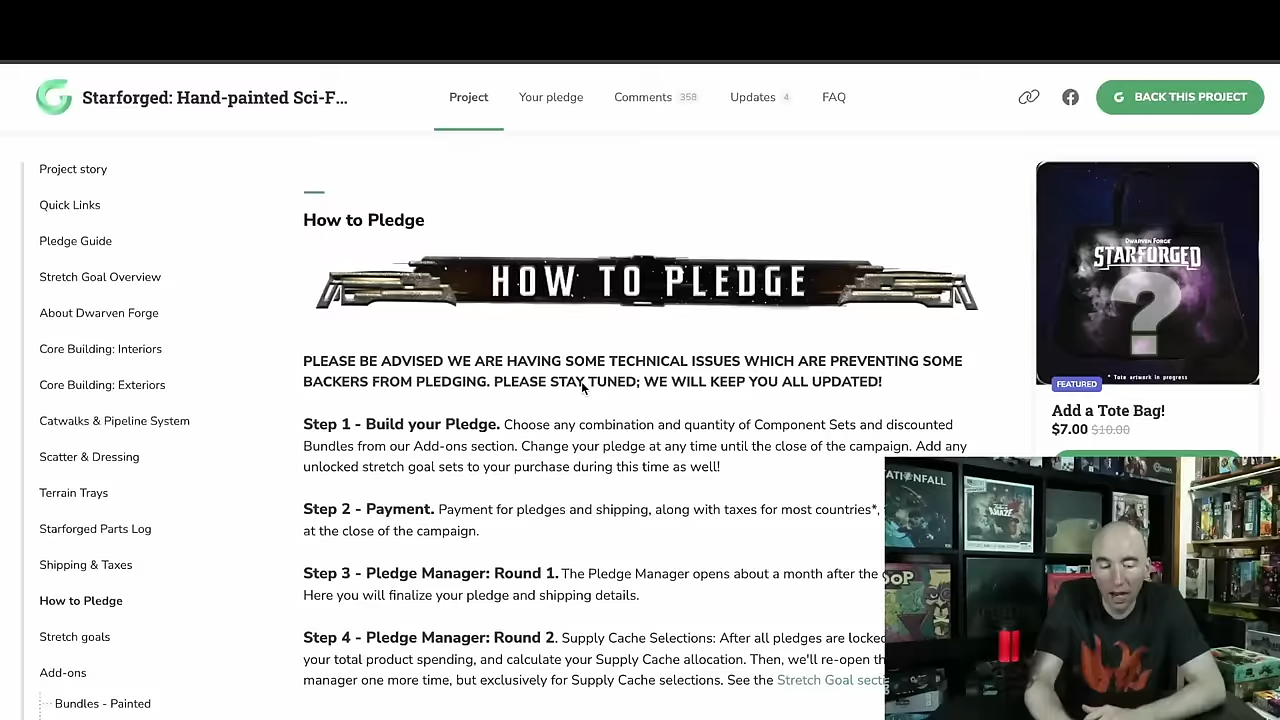 Starforged: Hand-painted Sci-F...
Project
Your pledge
Comments 358
Updates 4
FAQ
BACK THIS PROJECT
Project story
Quick Links
Pledge Guide
Stretch Goal Overview
About Dwarven Forge
Core Building: Interiors
Core Building: Exteriors
Catwalks & Pipeline System
Scatter & Dressing
Terrain Trays
Starforged Parts Log
Shipping & Taxes
How to Pledge
Stretch goals
Add-ons
Bundles - Painted
How to Pledge
HOW TO PLEDGE
PLEASE BE ADVISED WE ARE HAVING SOME TECHNICAL ISSUES WHICH ARE PREVENTING SOME
BACKERS FROM PLEDGING. PLEASE STAY TUNED; WE WILL KEEP YOU ALL UPDATED!
Step 1 - Build your Pledge. Choose any combination and quantity of Component Sets and discounted
Bundles from our Add-ons section. Change your pledge at any time until the close of the campaign. Add any
unlocked stretch goal sets to your purchase during this time as well!
Step 2 - Payment. Payment for pledges and shipping, along with taxes for most countries*,
at the close of the campaign.
Step 3 - Pledge Manager: Round 1. The Pledge Manager opens about a month after the
Here you will finalize your pledge and shipping details.
Step 4 - Pledge Manager: Round 2. Supply Cache Selections: After all pledges are locked
your total product spending, and calculate your Supply Cache allocation. Then, we'll re-open th
manager one more time, but exclusively for Supply Cache selections. See the Stretch Goal sect
DWARVEN FORGE
STARFORGED
?
* Tote artwork in progress
FEATURED
Add a Tote Bag!
$7.00 $10.00
ATIONFALL